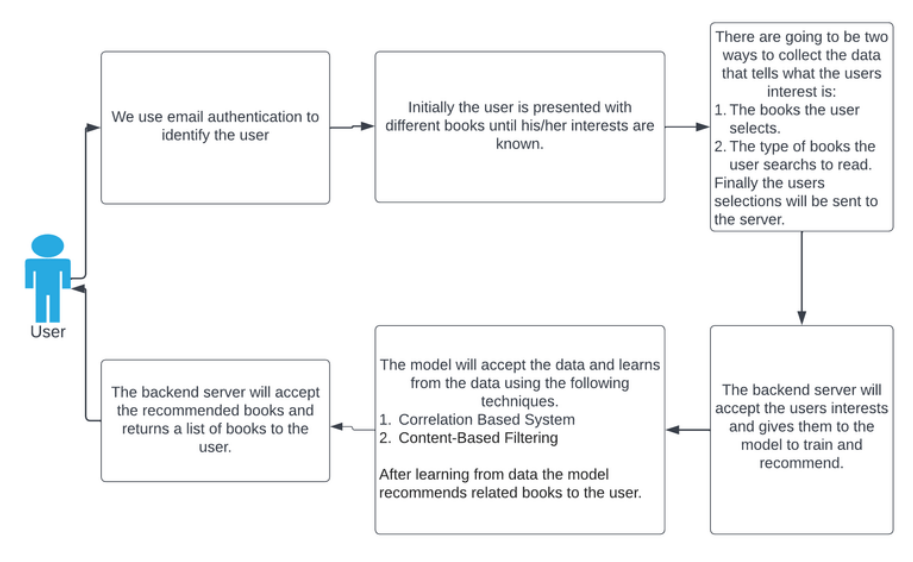 We use email authentication to
identify the user
Initially the user is presented with
different books until his/her interests are
known.
There are going to be two
ways to collect the data
that tells what the users
interest is:
1. The books the user
selects.
2. The type of books the
user searchs to read.
Finally the users
selections will be sent to
the server.
User
The backend server will accept
the recommended books and
returns a list of books to the
user.
The model will accept the data and learns
from the data using the following
techniques.
1. Correlation Based System
2. Content-Based Filtering
After learning from data the model
recommends related books to the user.
The backend server will
accept the users interests
and gives them to the
model to train and
recommend.